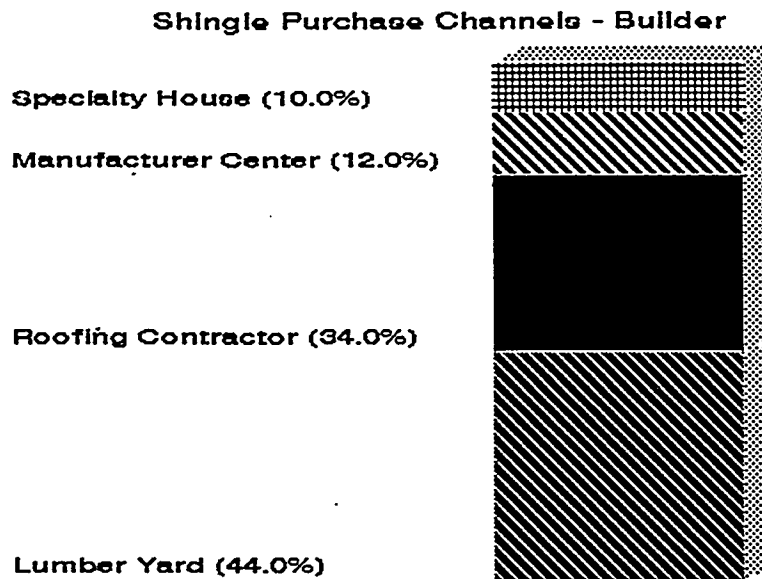 Shingle Purchase Channels - Builder
Specialty House (10.0%)
Manufacturer Center (12.0%)
Roofing Contractor (34.0%)
Lumber Yard (44.0%)